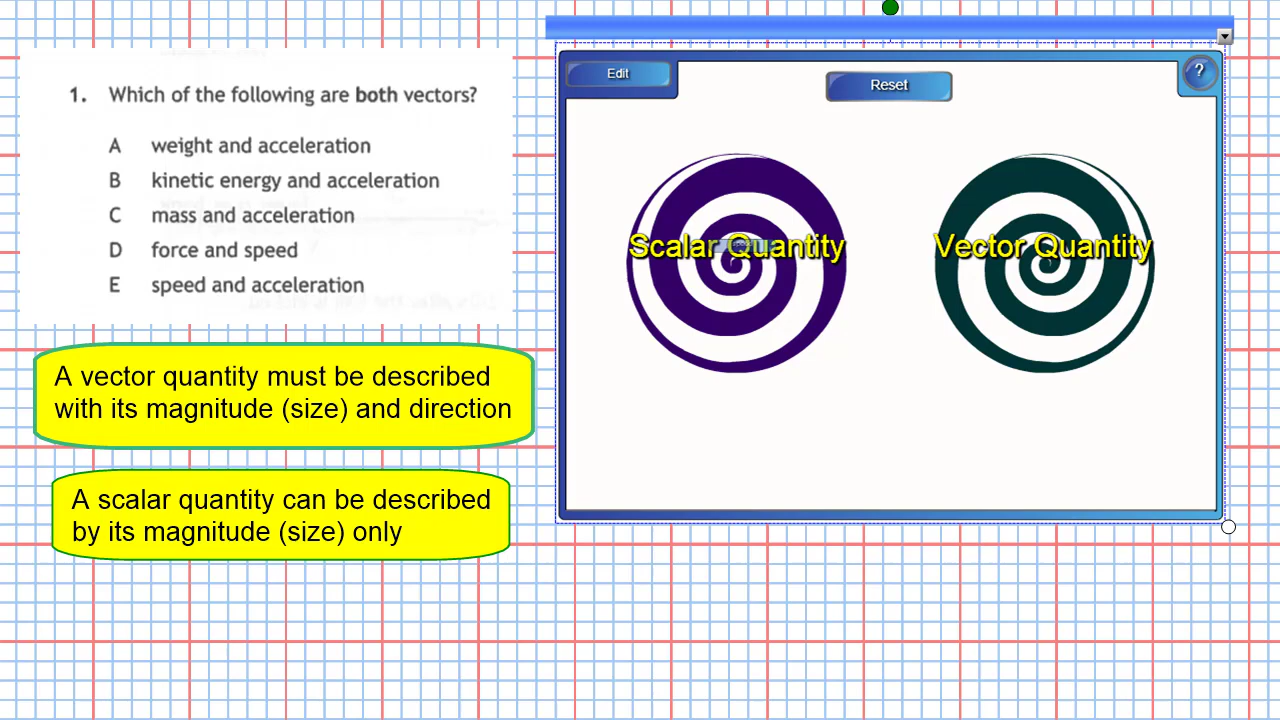 1. Which of the following are both vectors?
A weight and acceleration
B kinetic energy and acceleration
C mass and acceleration
D force and speed
E speed and acceleration
A vector quantity must be described
with its magnitude (size) and direction
A scalar quantity can be described
by its magnitude (size) only
Edit
Reset
?
Scalar Quantity
Vector Quantity